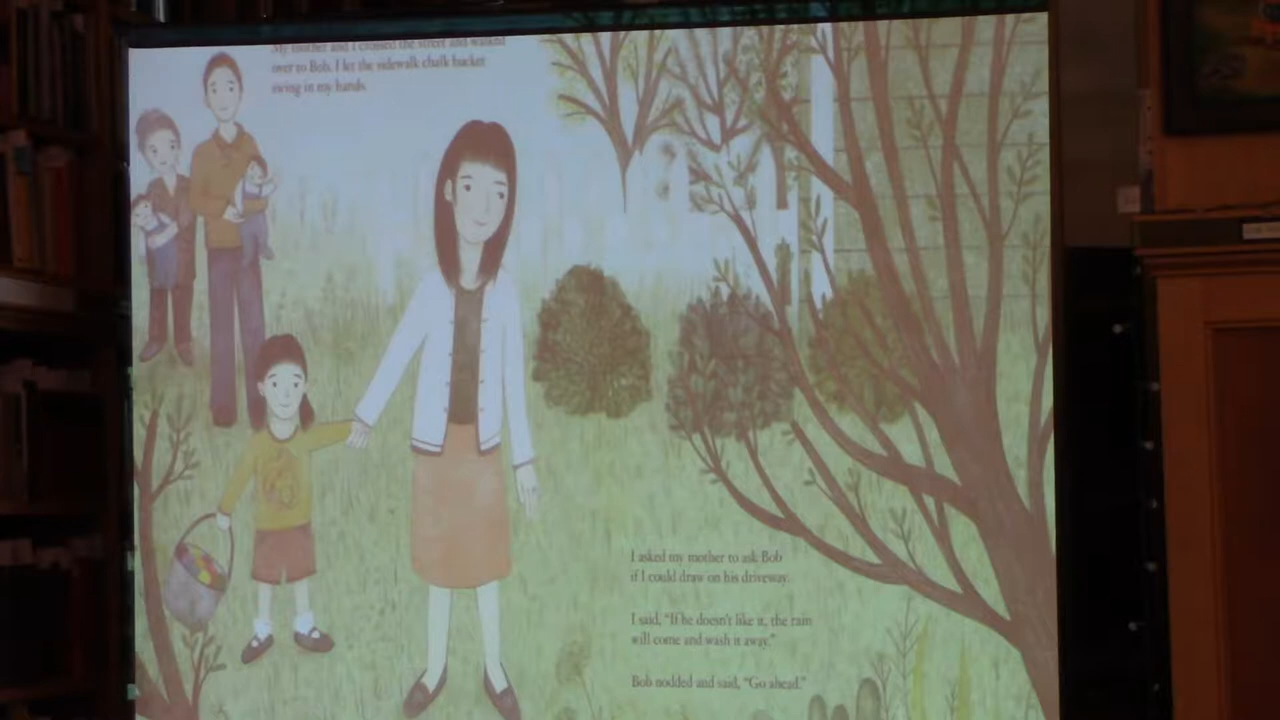 My mother and I crossed the street and walked
over to Bob. I let the sidewalk chalk bucket
swing in my hands.
I asked my mother to ask Bob
if I could draw on his driveway.
I said, "If he doesn't like it, the rain
will come and wash it away."
Bob nodded and said, "Go ahead."